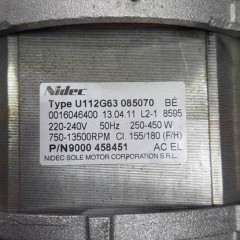 Nidec
Type U112G63 085070 BÉ
0016046400 13.04.11 L2-1 8595
220-240V 50Hz 250-450 W
750-13500RPM Cl. 155/180 (F/H)
P/N9000 458451 AC EL
NIDEC SOLE MOTOR CORPORATION S.R.L.